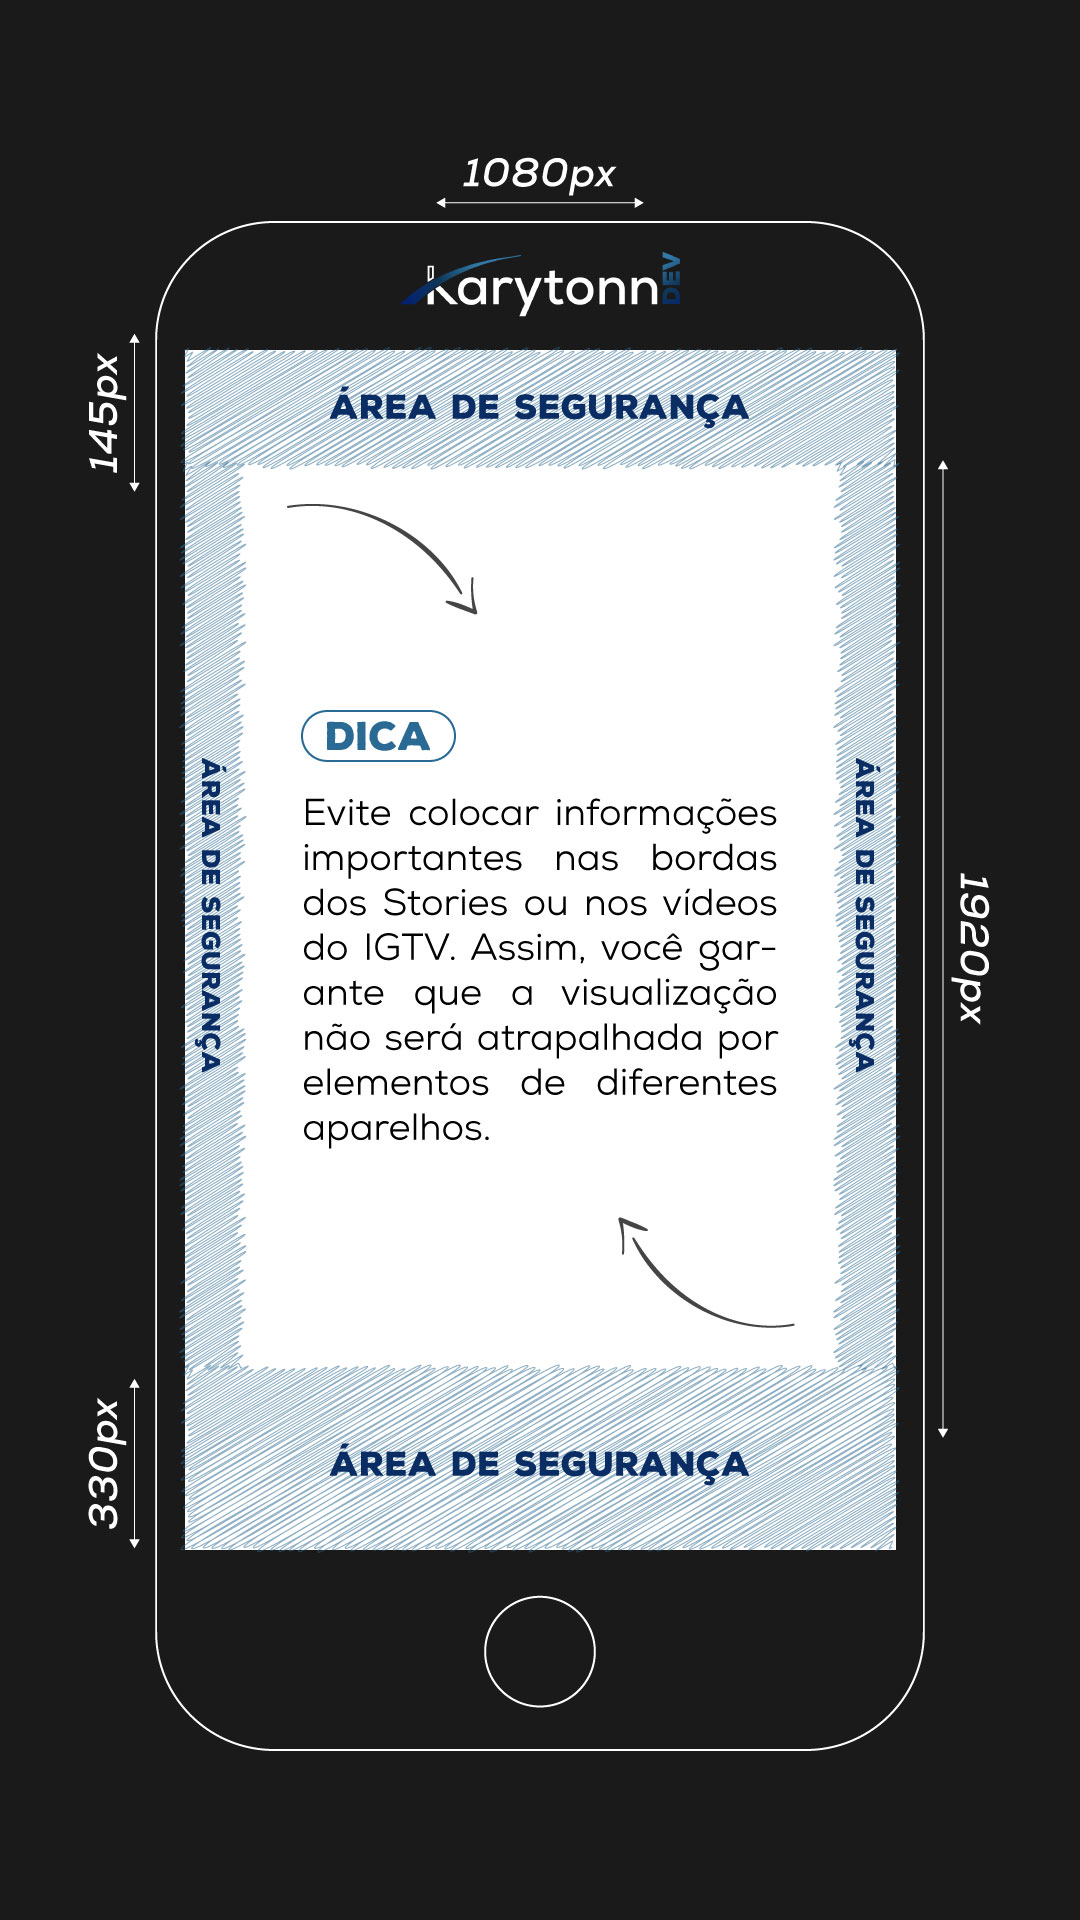 1080px
karytonn DEV
145px
ÁREA DE SEGURANÇA
DICA
ÁREA DE SEGURANÇA
ÁREA DE SEGURANÇA
Evite colocar informações
importantes nas bordas
dos Stories ou nos vídeos
do IGTV. Assim, você gar-
ante que a visualização
não será atrapalhada por
elementos de diferentes
aparelhos.
1920px
330px
ÁREA DE SEGURANÇA